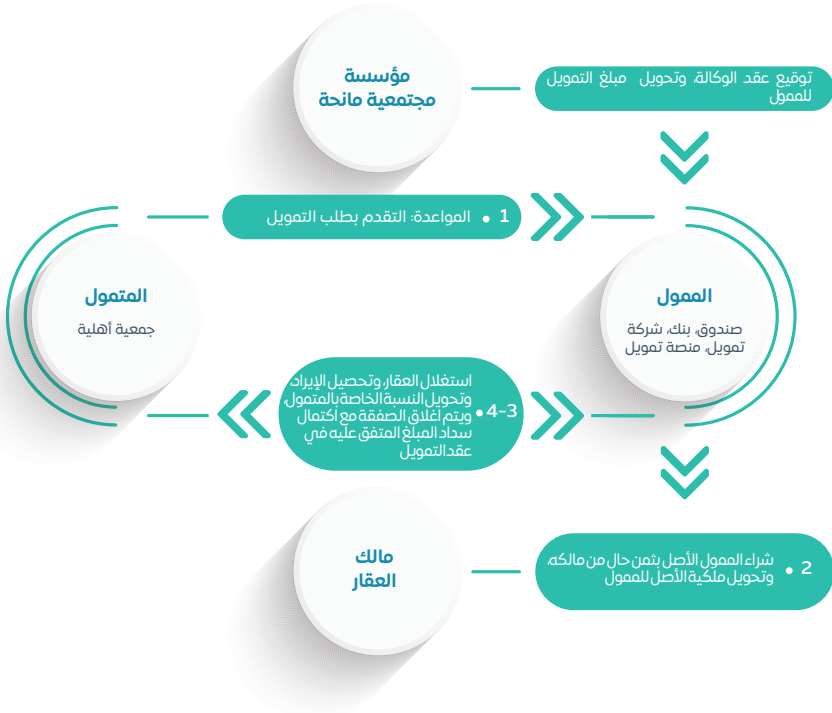 مؤسسة
مجتمعية مانحة
توقيع عقد الوكالة، وتحويل مبلغ التمويل
للممول
1 • المواعدة: التقدم بطلب التمويل
المتمول
جمعية أهلية
الممول
صندوق، بنك، شركة
تمويل، منصة تمويل
استغلال العقار، وتحصيل الإيراد،
وتحويل النسبة الخاصة بالمتمول،
4-3 • ويتم اغلاق الصفقة مع اكتمال
سداد المبلغ المتفق عليه في
عقد التمويل
مالك
العقار
2 • شراء الممول الأصل بثمن حال من مالكه،
وتحويل ملكية الأصل للممول